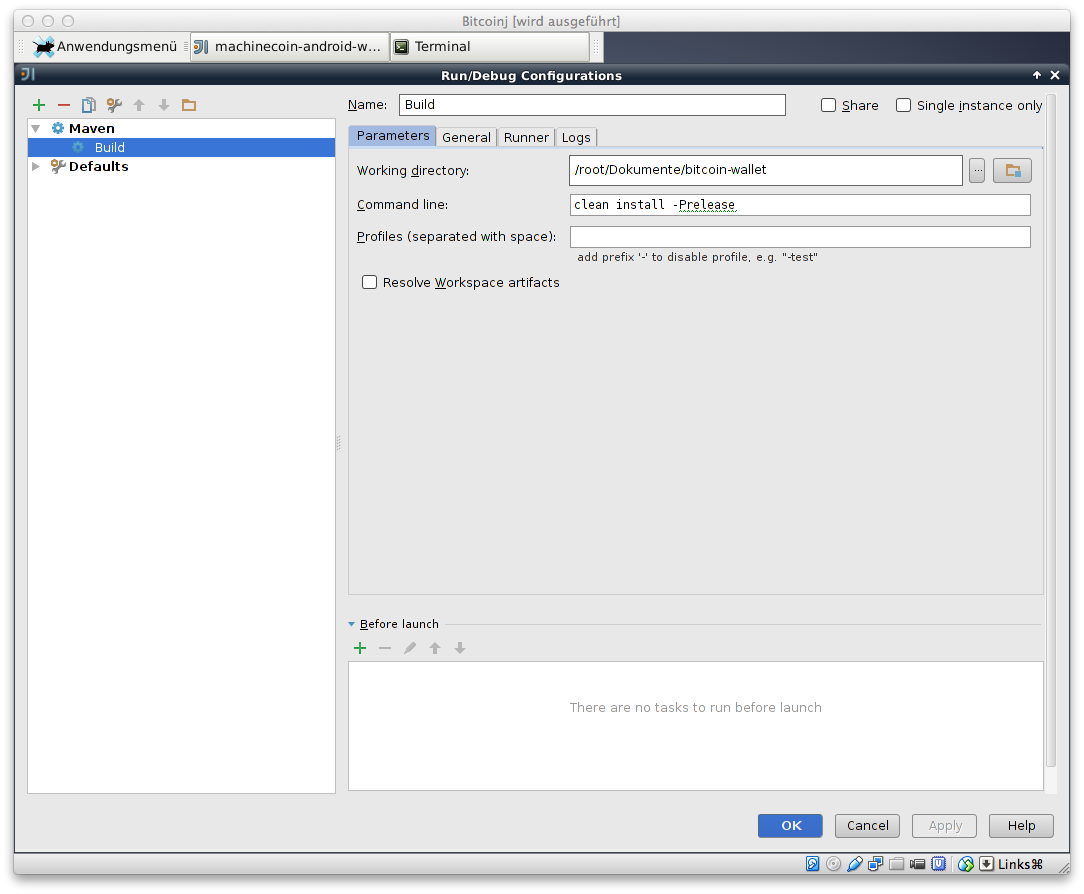 Bitcoinj [wird ausgeführt]
Anwendungsmenü machinecoin-android-w... Terminal
Run/Debug Configurations
Name: Build Share Single instance only
Maven
Build
Defaults
Parameters General Runner Logs
Working directory: /root/Dokumente/bitcoin-wallet ...
Command line: clean install -Prelease
Profiles (separated with space):
add prefix '-' to disable profile, e.g. "-test"
Resolve Workspace artifacts
Before launch
There are no tasks to run before launch
OK Cancel Apply Help
Links⌘